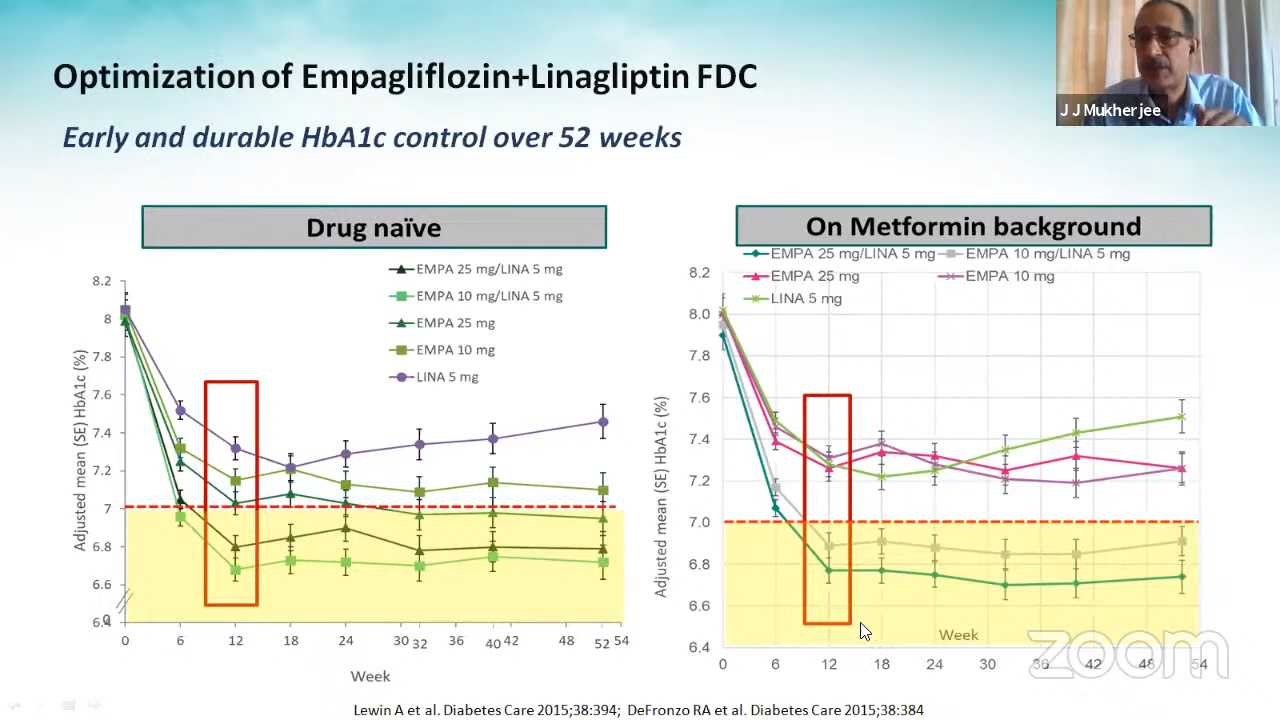 Optimization of Empagliflozin+Linagliptin FDC
J J Mukherjee
Early and durable HbA1c control over 52 weeks
Drug naïve
EMPA 25 mg/LINA 5 mg
EMPA 10 mg/LINA 5 mg
EMPA 25 mg
EMPA 10 mg
LINA 5 mg
Adjusted mean (SE) HbA1c (%)
8.2
8
7.8
7.6
7.4
7.2
7
6.8
6.6
6.4
0
0 6 12 18 24 30 32 36 40 42 48 52 54
Week
On Metformin background
EMPA 25 mg/LINA 5 mg EMPA 10 mg/LINA 5 mg
EMPA 25 mg EMPA 10 mg
LINA 5 mg
Adjusted mean (SE) HbA1c (%)
8.2
8.0
7.8
7.6
7.4
7.2
7.0
6.8
6.6
6.4
Week
0 6 12 18 24 30 36 42 48 54
zoom
Lewin A et al. Diabetes Care 2015;38:394; DeFronzo RA et al. Diabetes Care 2015;38:384